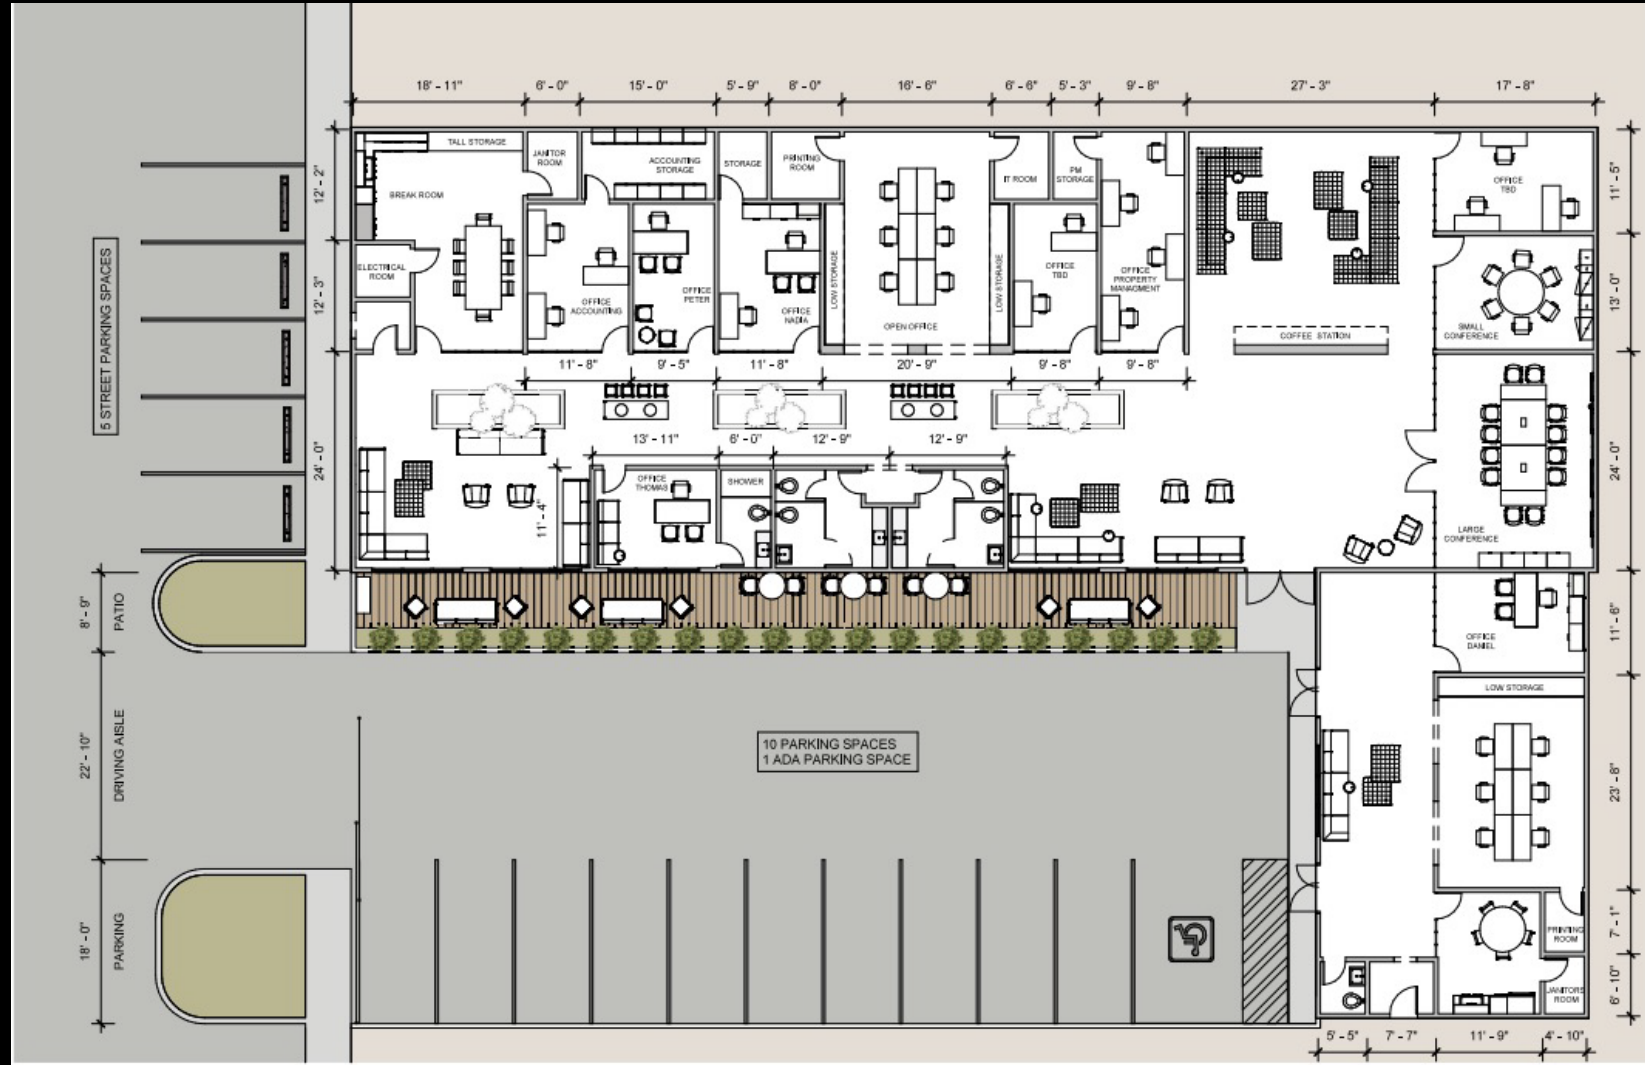 18' - 11"
6' - 0"
15' - 0"
5' - 9"
8' - 0"
16' - 6"
6' - 6"
5' - 3"
9' - 8"
27' - 3"
17' - 8"
TALL STORAGE
JANITOR
ROOM
ACCOUNTING
STORAGE
STORAGE
PRINTING
ROOM
IT ROOM
PM
STORAGE
OFFICE
TBD
BREAK ROOM
12' - 2"
11' - 5"
5 STREET PARKING SPACES
ELECTRICAL
ROOM
12' - 3"
OFFICE
ACCOUNTING
OFFICE
PETER
OFFICE
NADIA
LOW STORAGE
OPEN OFFICE
LOW STORAGE
OFFICE
TBD
OFFICE
PROPERTY
MANAGMENT
COFFEE STATION
SMALL
CONFERENCE
13' - 0"
11' - 8"
9' - 5"
11' - 8"
20' - 9"
9' - 8"
9' - 8"
24' - 0"
13' - 11"
6' - 0"
12' - 9"
12' - 9"
11' - 4"
OFFICE
THOMAS
SHOWER
LARGE
CONFERENCE
24' - 0"
8' - 9"
PATIO
OFFICE
DANIEL
11' - 6"
LOW STORAGE
22' - 10"
DRIVING AISLE
10 PARKING SPACES
1 ADA PARKING SPACE
23' - 8"
18' - 0"
PARKING
PRINTING
ROOM
7' - 1"
JANITORS
ROOM
6' - 10"
5' - 5"
7' - 7"
11' - 9"
4' - 10"